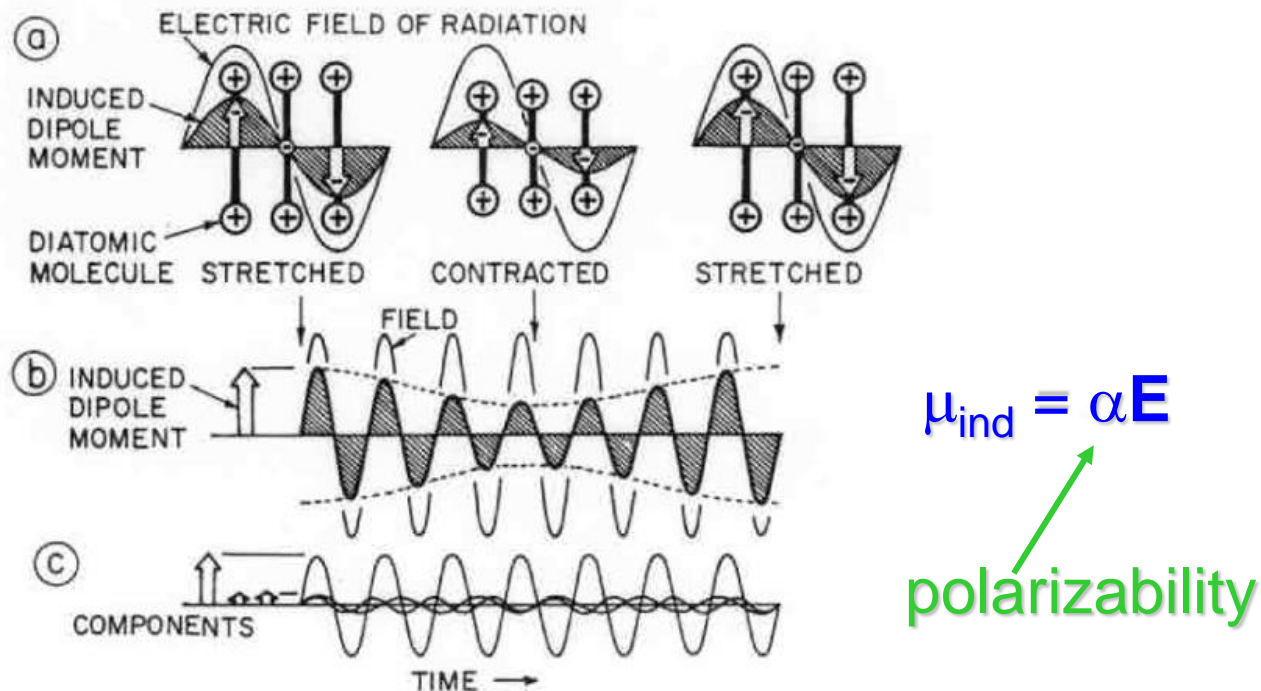 ⓐ
ELECTRIC FIELD OF RADIATION
INDUCED
DIPOLE
MOMENT
+ + +
- - -
+ + +
+ + +
- - -
+ + +
+ + +
- - -
+ + +
DIATOMIC
MOLECULE
STRETCHED
CONTRACTED
STRETCHED
ⓑ
FIELD
INDUCED
DIPOLE
MOMENT
μind = αE
polarizability
ⓒ
COMPONENTS
TIME →